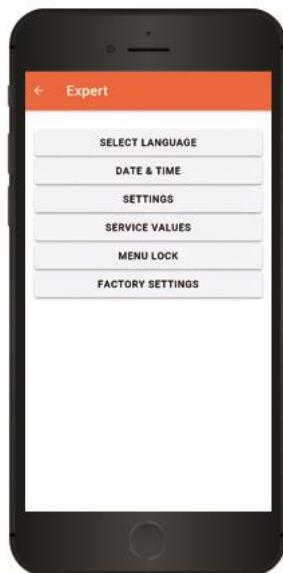 Expert
SELECT LANGUAGE
DATE & TIME
SETTINGS
SERVICE VALUES
MENU LOCK
FACTORY SETTINGS